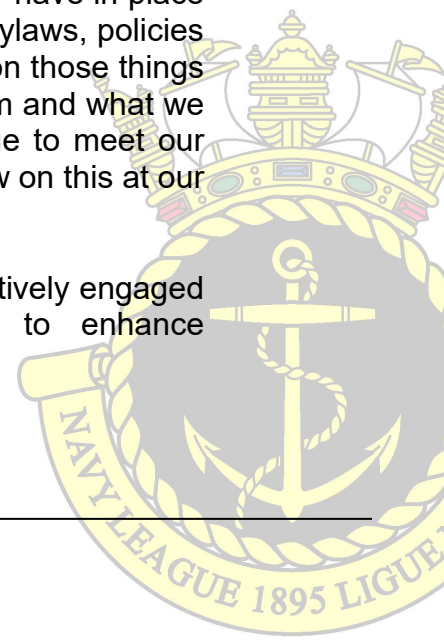 have in place
ylaws, policies
on those things
m and what we
e to meet our
w on this at our
tively engaged
to enhance
NAVY LEAGUE 1895 LIGUE